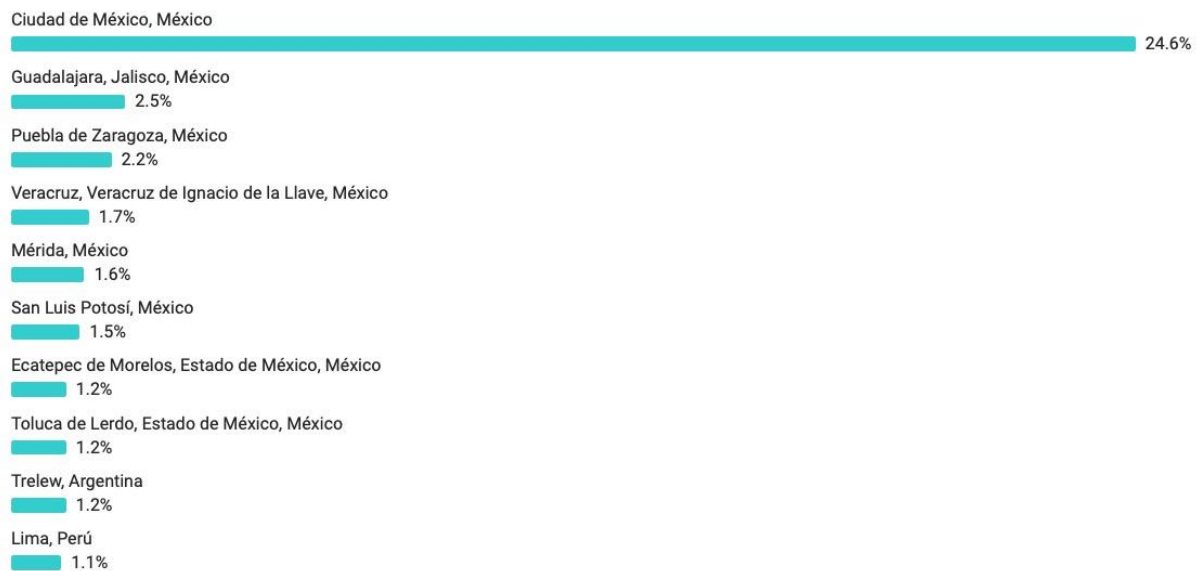 Ciudad de México, México
24.6%
Guadalajara, Jalisco, México
2.5%
Puebla de Zaragoza, México
2.2%
Veracruz, Veracruz de Ignacio de la Llave, México
1.7%
Mérida, México
1.6%
San Luis Potosí, México
1.5%
Ecatepec de Morelos, Estado de México, México
1.2%
Toluca de Lerdo, Estado de México, México
1.2%
Trelew, Argentina
1.2%
Lima, Perú
1.1%